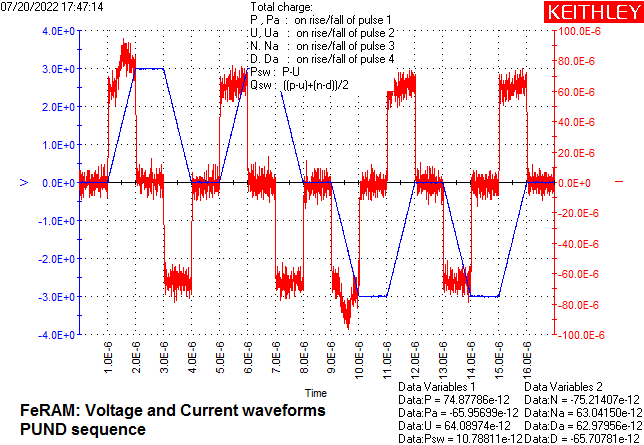 07/20/2022 17:47:14
Total charge:
KEITHLEY
P , Pa : on rise/fall of pulse 1
U, Ua : on rise/fall of pulse 2
N. Na : on rise/fall of pulse 3
D. Da : on rise/fall of pulse 4
Psw : P-U
Qsw : ((p-u)+(n-d))/2
4.0E+0
3.0E+0
2.0E+0
1.0E+0
0.0E+0
-1.0E+0
-2.0E+0
-3.0E+0
-4.0E+0
V
100.0E-6
80.0E-6
60.0E-6
40.0E-6
20.0E-6
0.0E+0
-20.0E-6
-40.0E-6
-60.0E-6
-80.0E-6
-100.0E-6
I
1.0E-6
2.0E-6
3.0E-6
4.0E-6
5.0E-6
6.0E-6
7.0E-6
8.0E-6
9.0E-6
10.0E-6
11.0E-6
12.0E-6
13.0E-6
14.0E-6
15.0E-6
16.0E-6
Time
FeRAM: Voltage and Current waveforms
PUND sequence
Data Variables 1
Data:P = 74.87786e-12
Data:Pa = -65.95699e-12
Data:U = 64.08974e-12
Data:Psw = 10.78811e-12
Data Variables 2
Data:N = -75.21407e-12
Data:Na = 63.04150e-12
Data:Da = 62.97956e-12
Data:D = -65.70781e-12